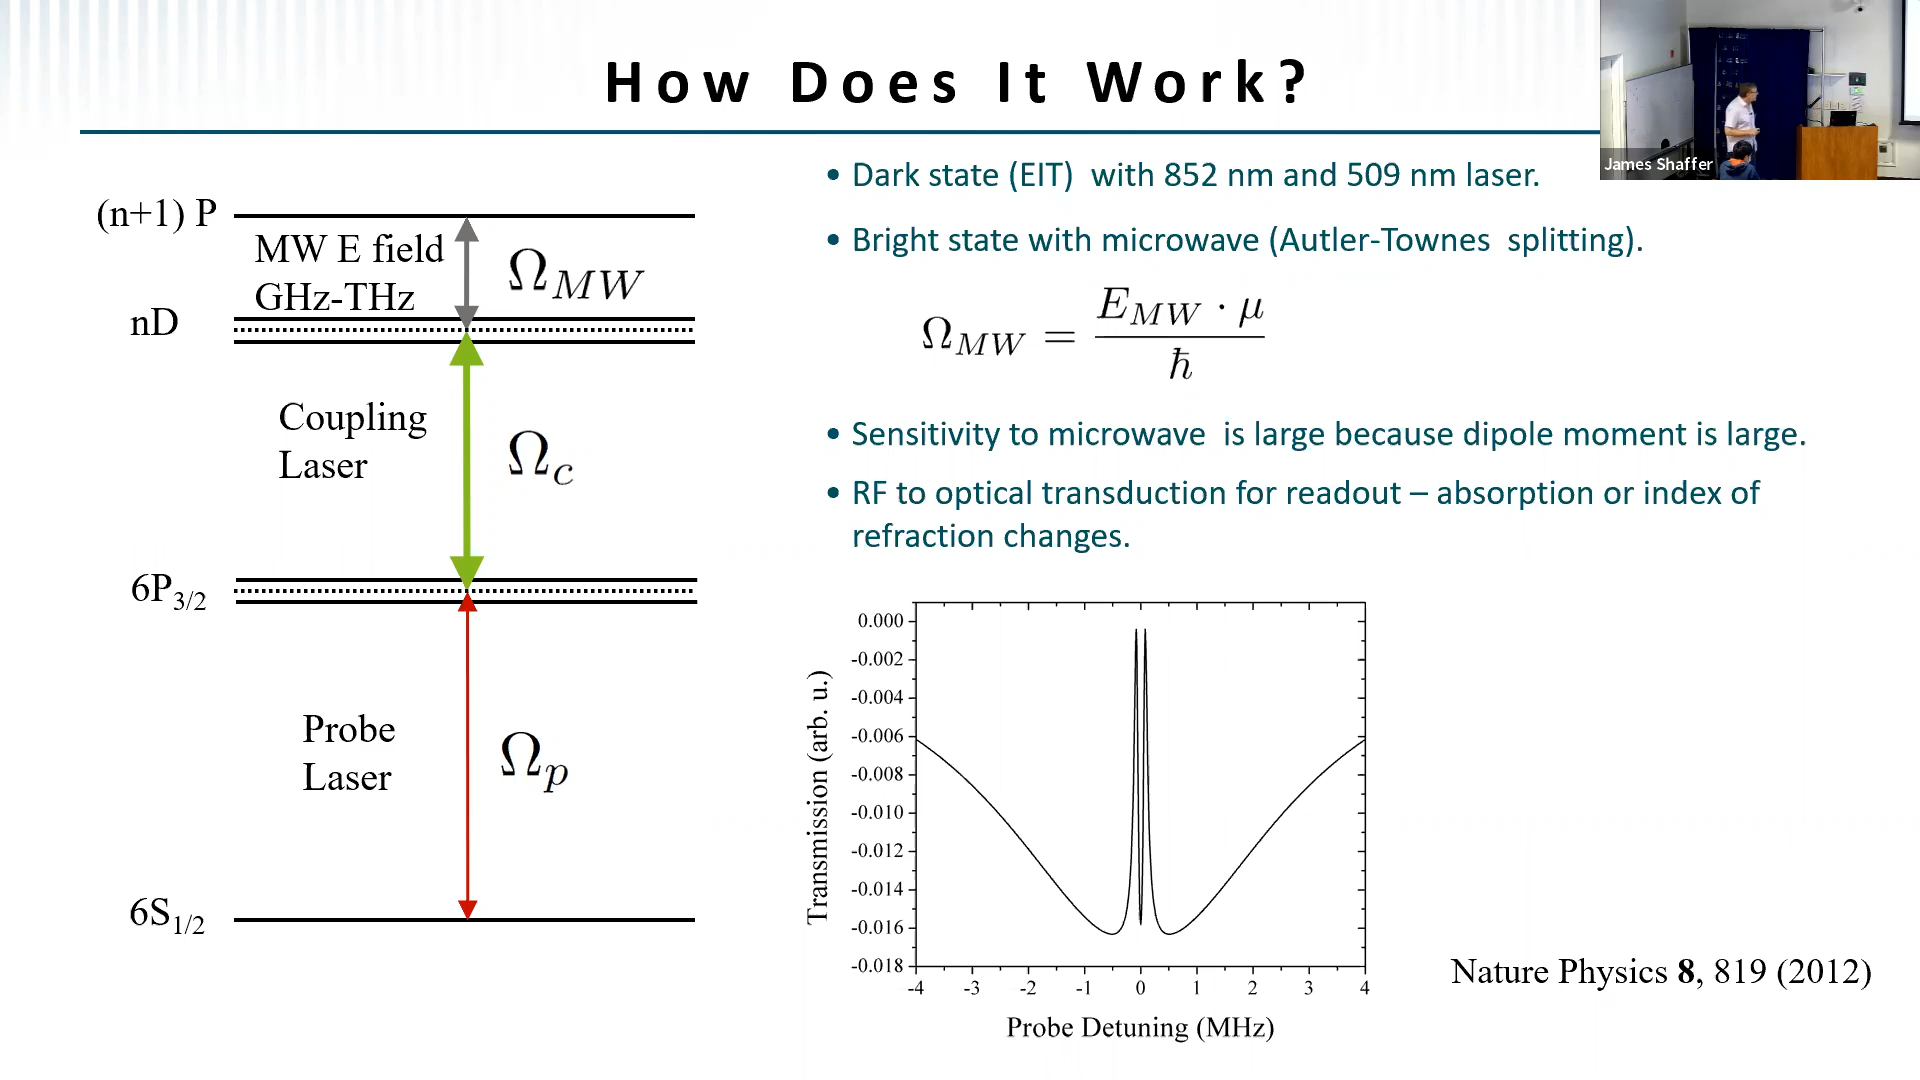 How Does It Work?
James Shaffer
(n+1) P
MW E field
GHz-THz
Ω_MW
nD
Coupling
Laser
Ω_c
6P_3/2
Probe
Laser
Ω_p
6S_1/2
• Dark state (EIT) with 852 nm and 509 nm laser.
• Bright state with microwave (Autler-Townes splitting).
Ω_MW = E_MW · μ / ħ
• Sensitivity to microwave is large because dipole moment is large.
• RF to optical transduction for readout – absorption or index of
refraction changes.
Transmission (arb. u.)
0.000
-0.002
-0.004
-0.006
-0.008
-0.010
-0.012
-0.014
-0.016
-0.018
-4 -3 -2 -1 0 1 2 3 4
Probe Detuning (MHz)
Nature Physics 8, 819 (2012)